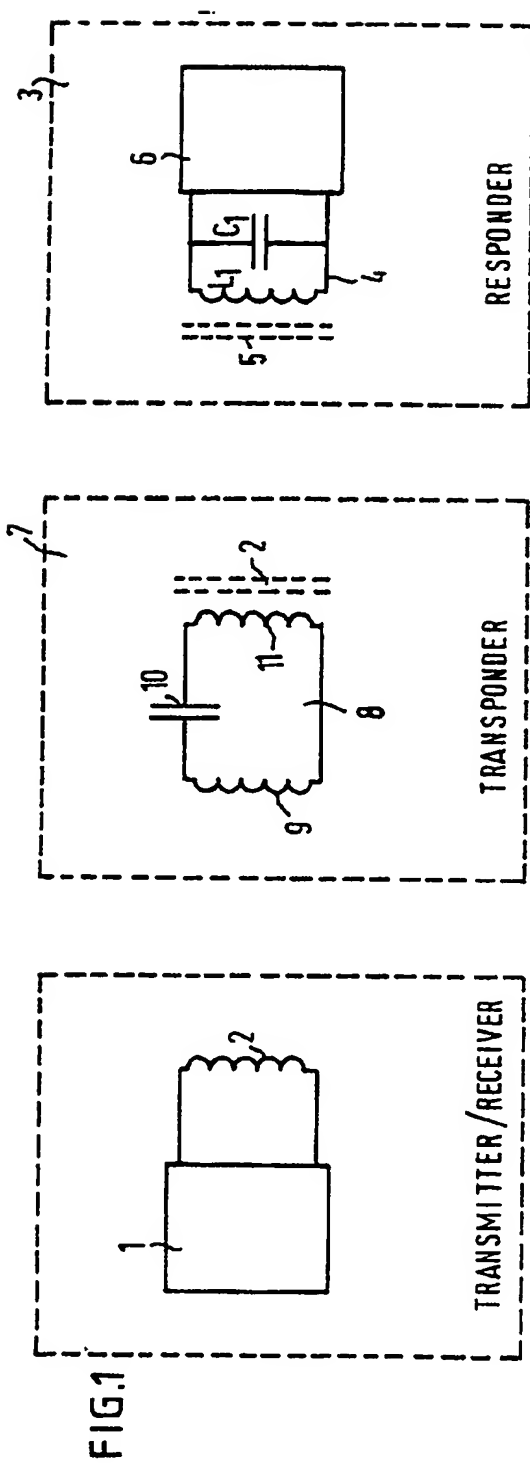 FIG.1
1
2
TRANSMITTER/RECEIVER
7
10
2
11
9
8
TRANSPONDER
3
6
C1
L1
5
4
RESPONDER